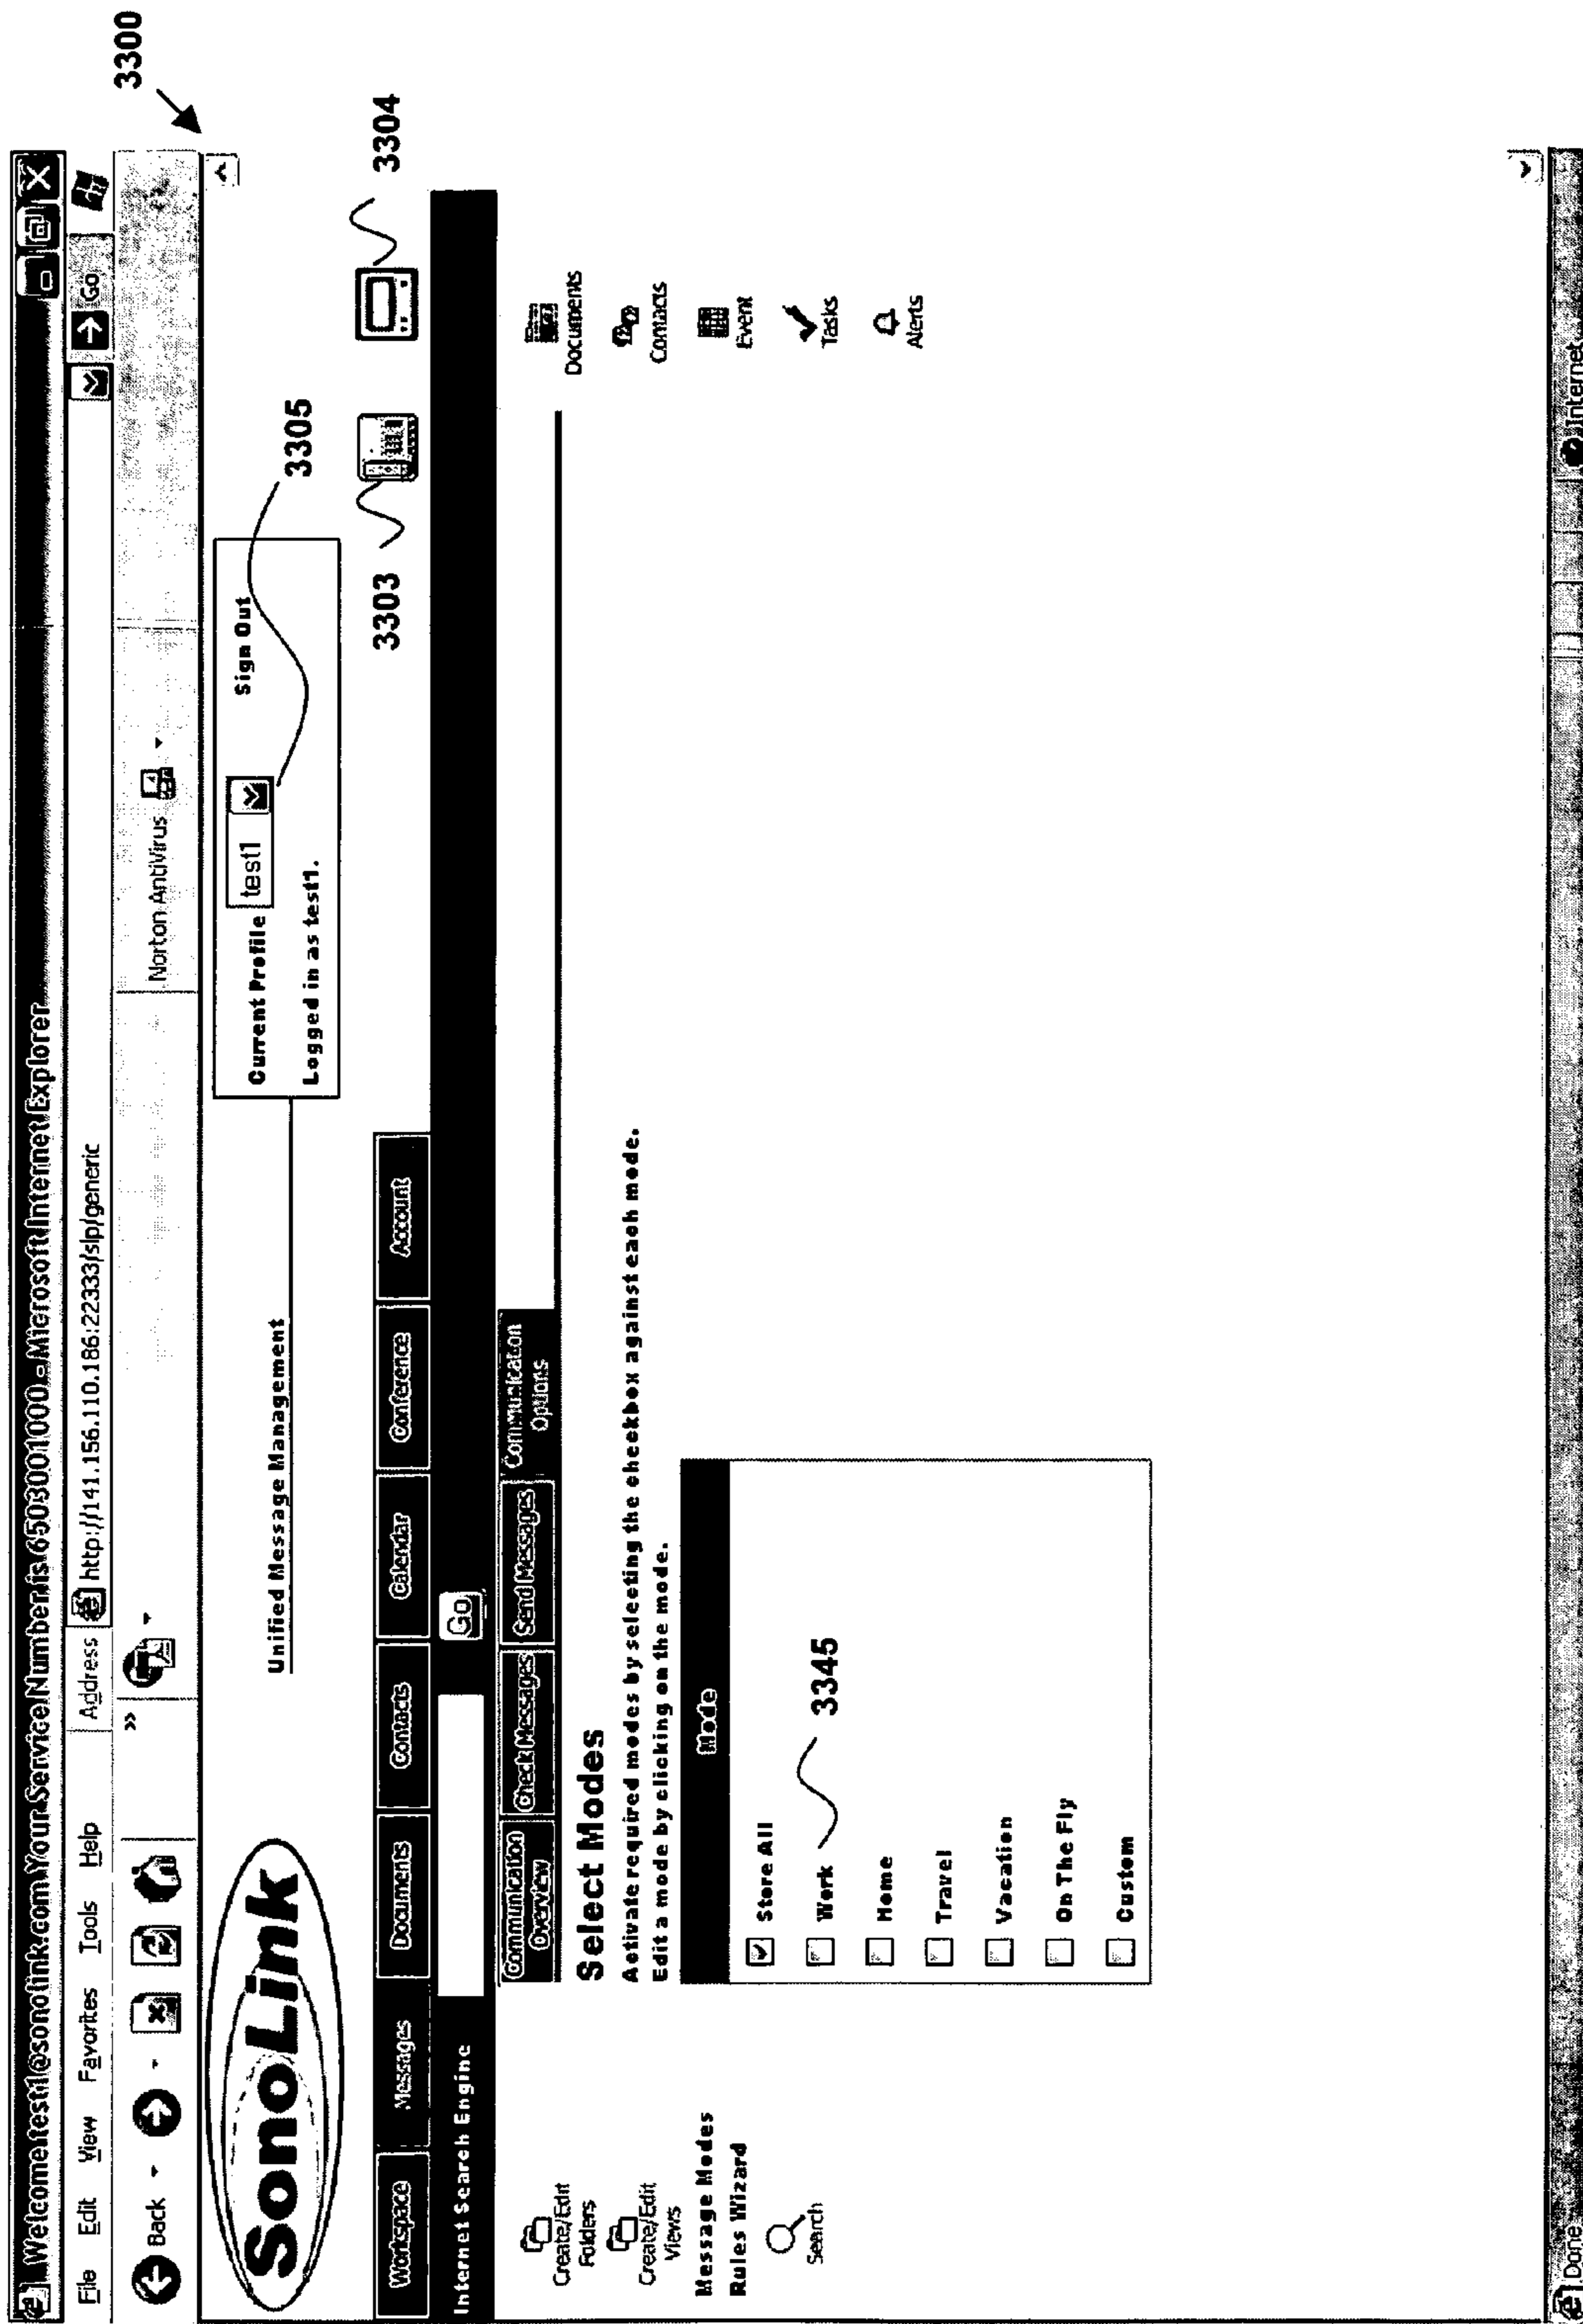 3300
Welcome test1@sonolink.com Your Service Number is 6503001000 - Microsoft Internet Explorer
File Edit View Favorites Tools Help Address http://141.156.110.186:22333/slp/generic Go
Back » Norton AntiVirus
SonoLink
Unified Message Management
Current Profile test1 Sign Out
Logged in as test1.
3305
3303
3304
Workspace Messages Documents Contacts Calendar Conference Account
Internet Search Engine Go
Communication Overview Check Messages Send Messages Communication Options
Create/Edit Folders
Create/Edit Views
Message Modes
Rules Wizard
Search
Select Modes
Activate required modes by selecting the checkbox against each mode.
Edit a mode by clicking on the mode.
Mode
Store All
Work
3345
Home
Travel
Vacation
On The Fly
Custom
Documents
Contacts
Event
Tasks
Alerts
Done Internet